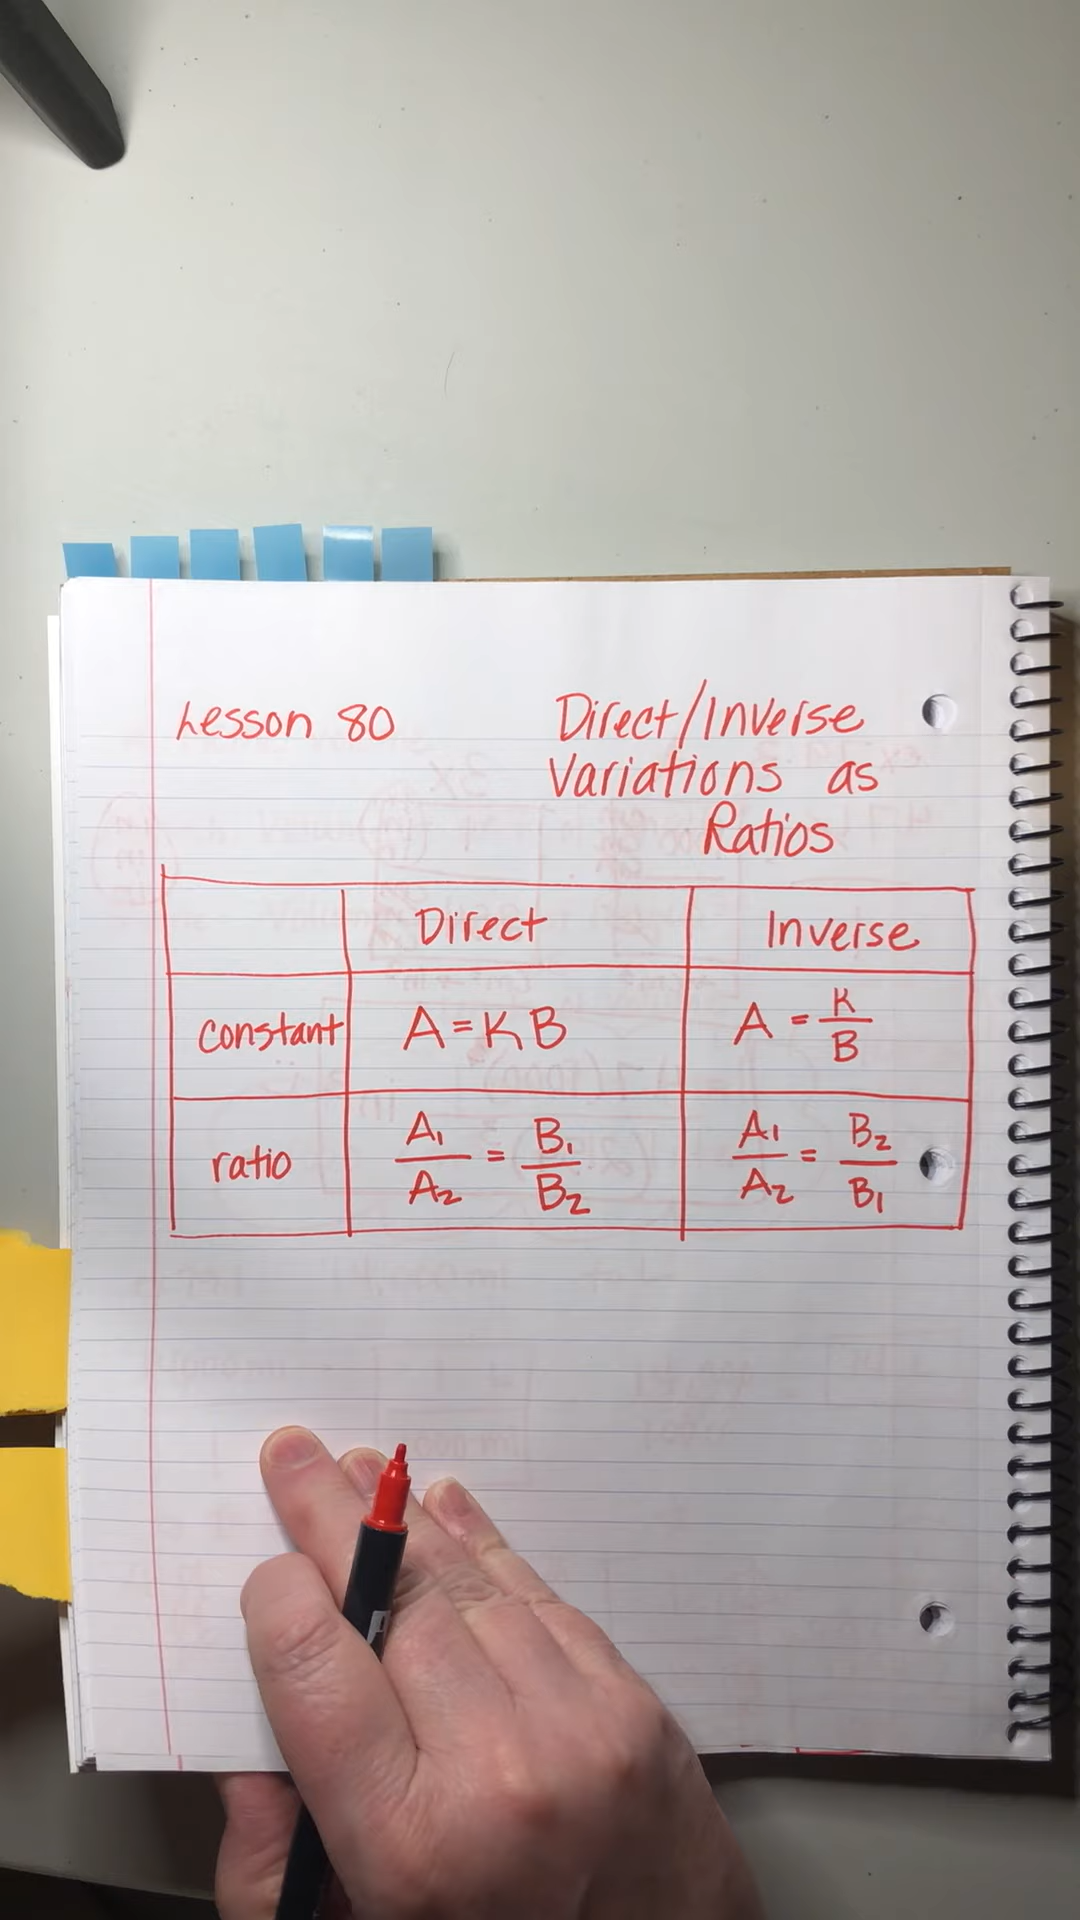 Lesson 80
Direct/Inverse
Variations as
Ratios
Direct Inverse
constant A = K B A = K/B
ratio A₁/A₂ = B₁/B₂ A₁/A₂ = B₂/B₁